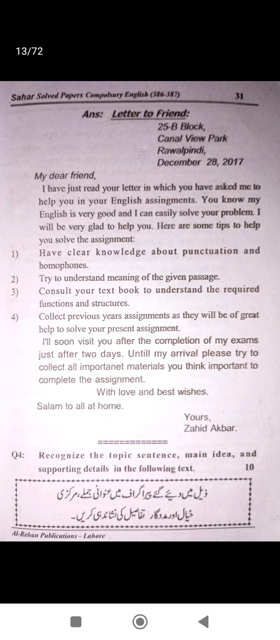 13/72
Sahar Solved Papers Compulsory English (386-387)
31
Ans: Letter to Friend:
25-B Block,
Canal View Park
Rawalpindi,
December 28, 2017
My dear friend,
I have just read your letter in which you have asked me to
help you in your English assingments. You know my
English is very good and I can easily solve your problem. I
will be very glad to help you. Here are some tips to help
you solve the assignment:
1) Have clear knowledge about punctuation and
homophones.
2) Try to understand meaning of the given passage.
3) Consult your text book to understand the required
functions and structures.
4) Collect previous years assignments as they will be of great
help to solve your present assignment.
I'll soon visit you after the completion of my exams
just after two days. Untill my arrival please try to
collect all importanet materials you think important to
complete the assignment.
With love and best wishes.
Salam to all at home.
Yours,
Zahid Akbar.
=============
Q4: Recognize the topic sentence, main idea, and
supporting details in the following text. 10
ذیل میں دیئے گئے پیراگراف میں عنوانی جملے، مرکزی
خیال اور مددگار تفاصیل کی نشاندہی کریں۔
Al-Rehan Publications - Lahore